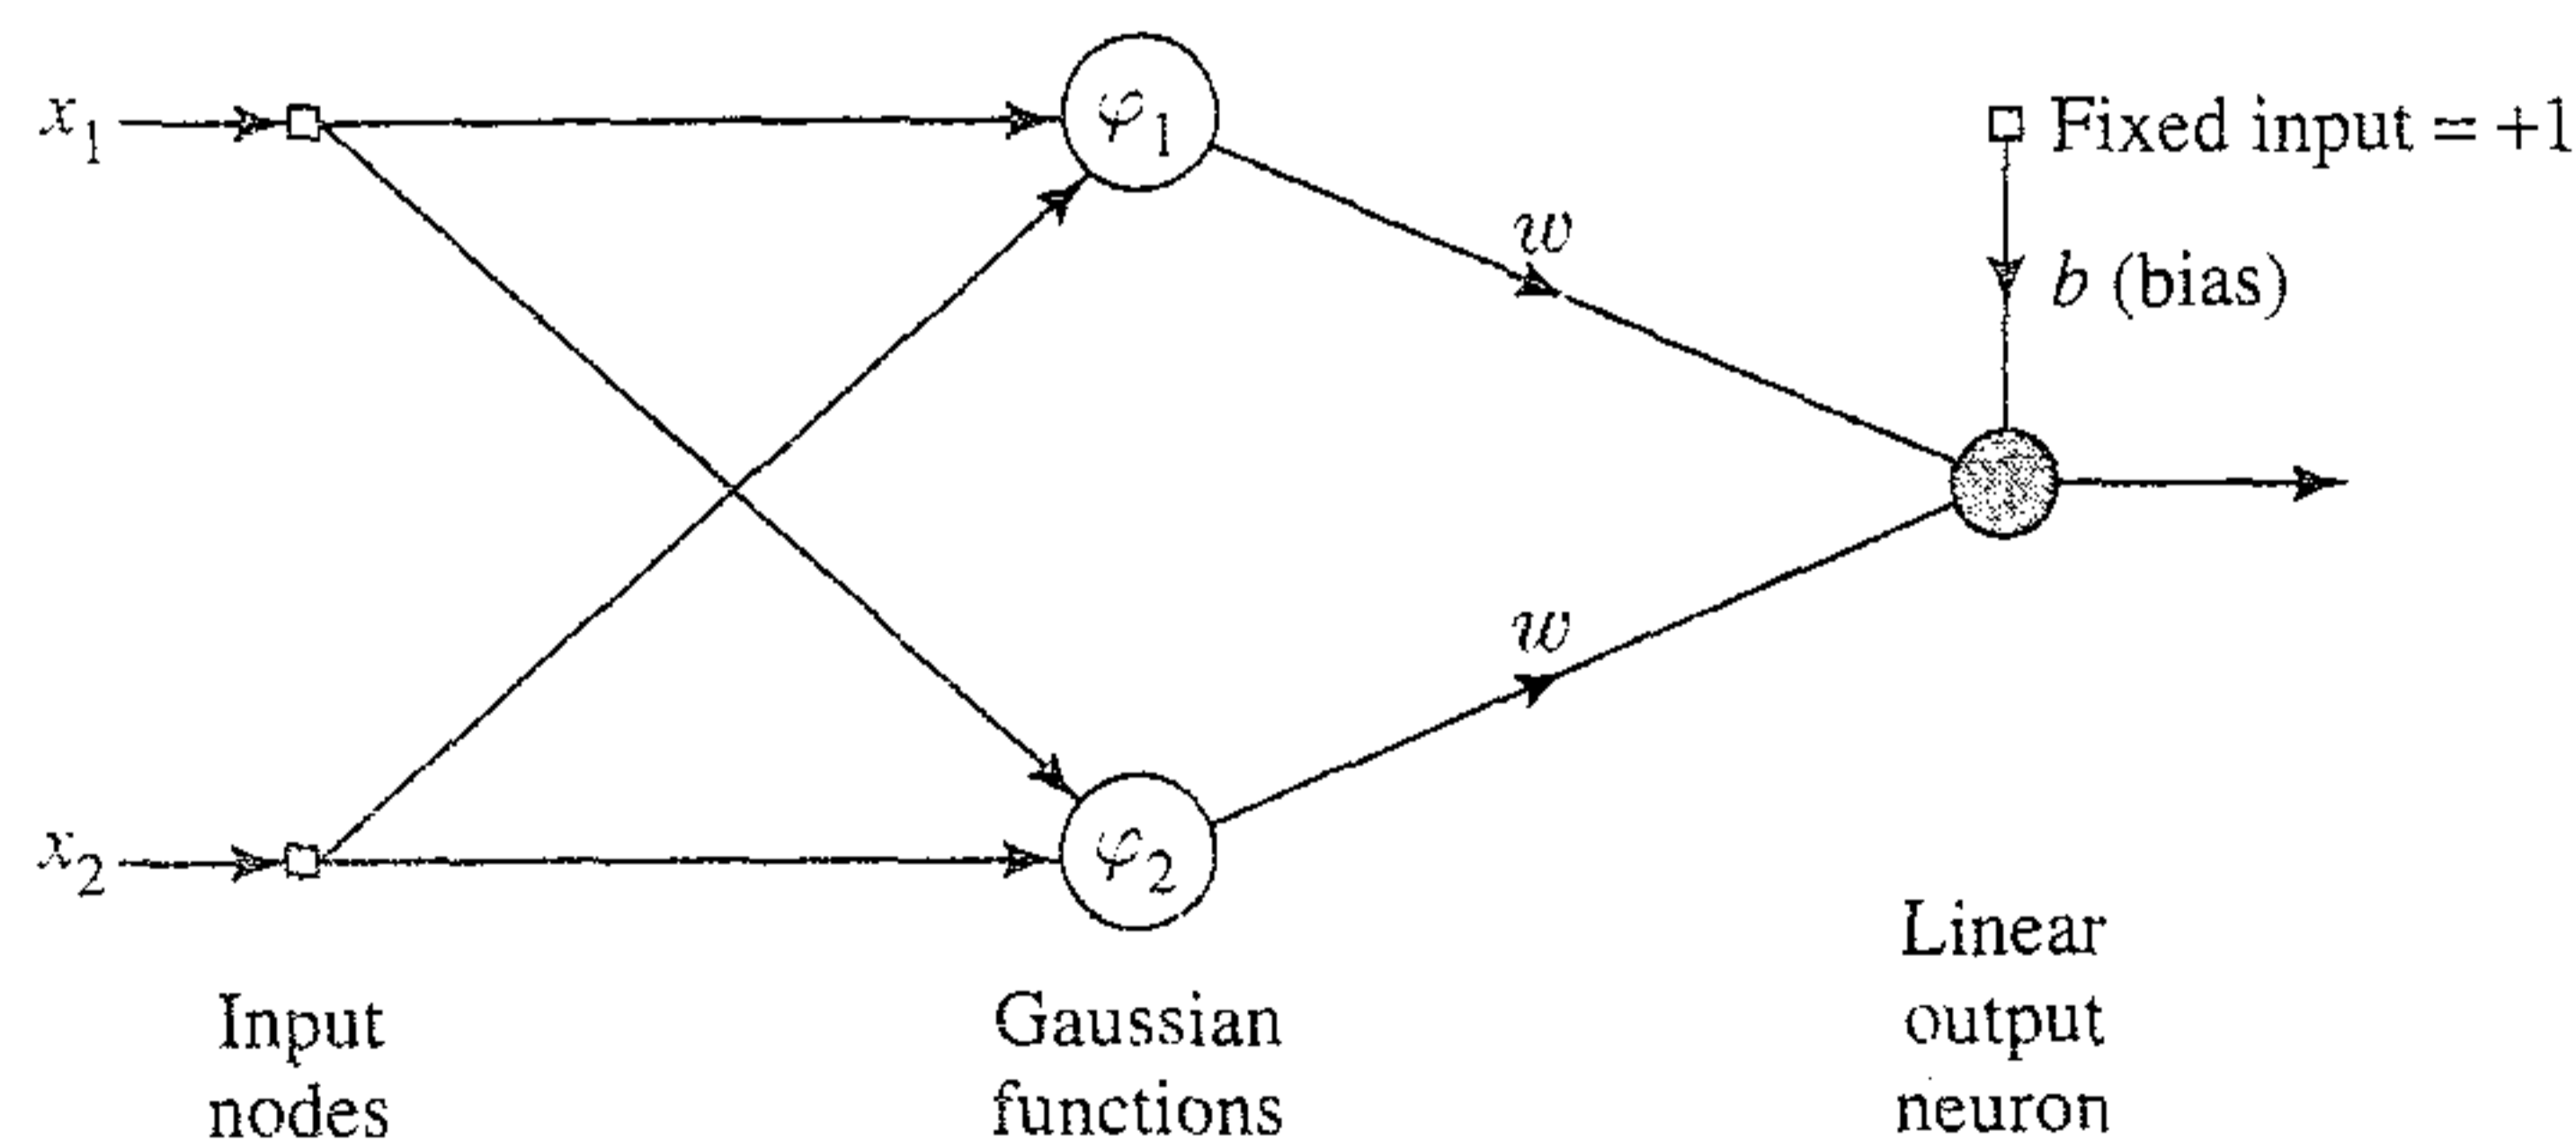 x₁
φ₁
Fixed input = +1
w
b (bias)
w
x₂
φ₂
Input
nodes
Gaussian
functions
Linear
output
neuron